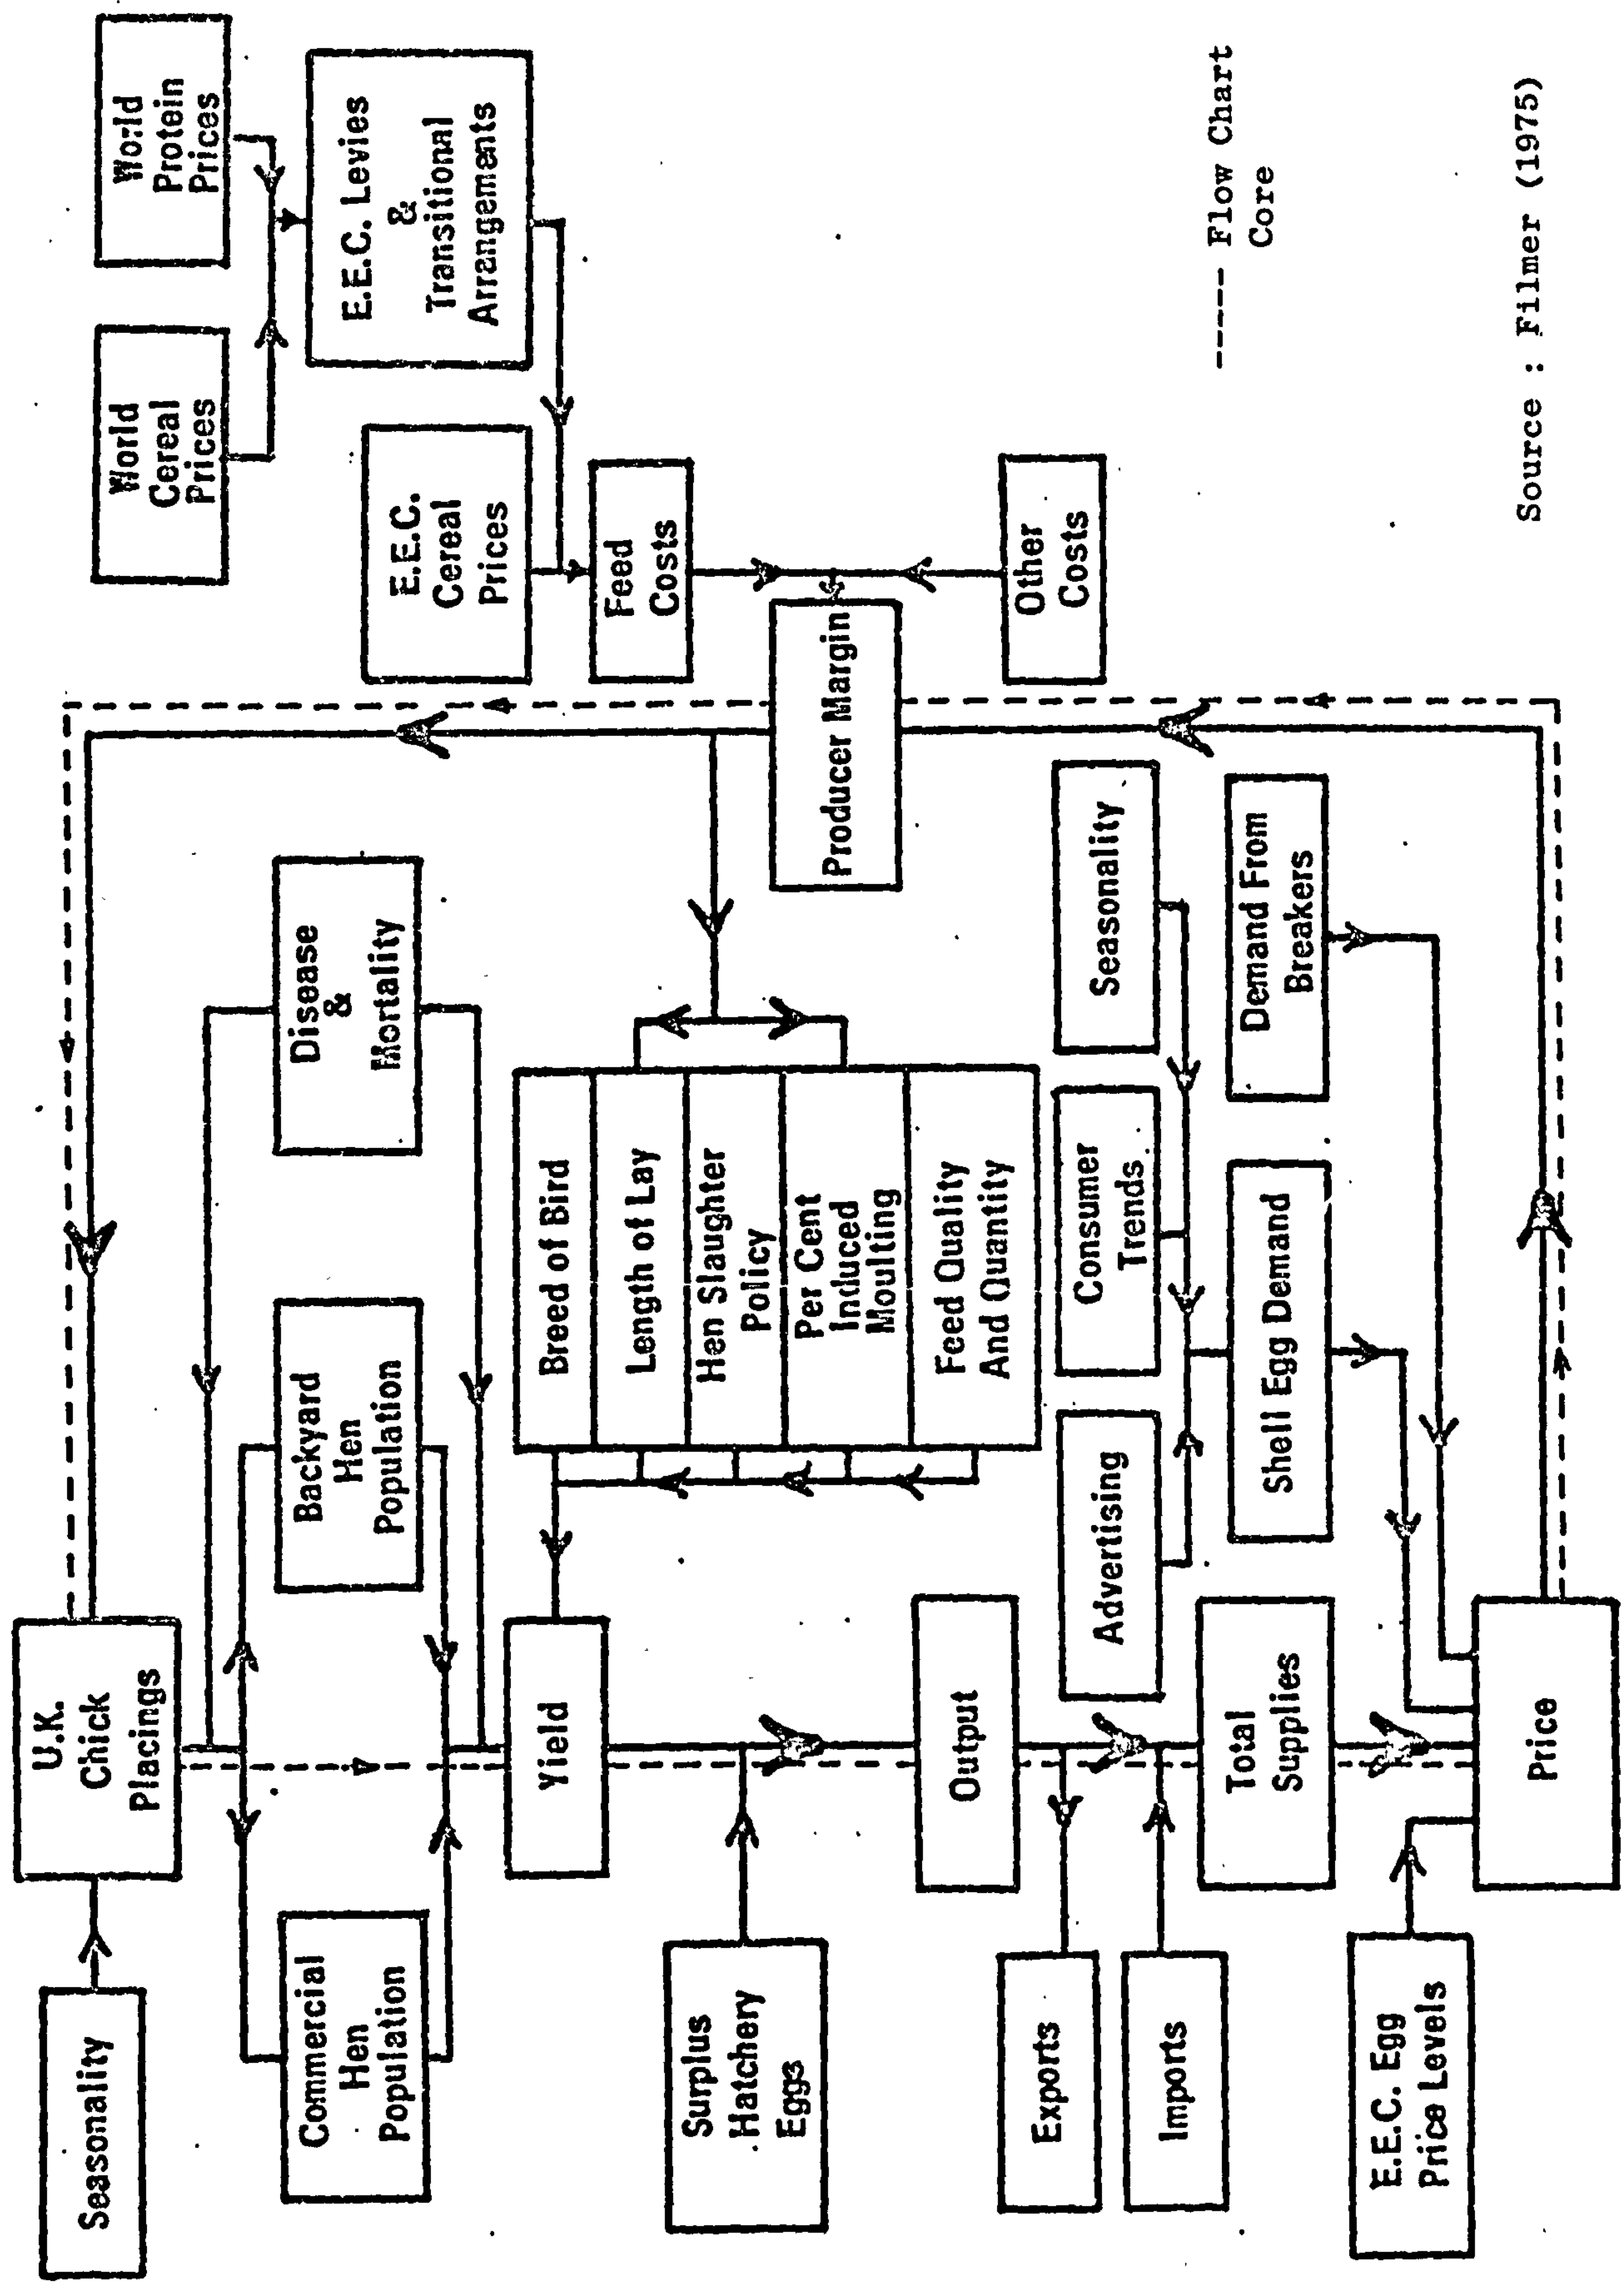 Seasonality
U.K.
Chick
Placings
World
Cereal
Prices
World
Protein
Prices
Commercial
Hen
Population
Backyard
Hen
Population
Disease
&
Mortality
E.E.C. Levies
&
Transitional
Arrangements
E.E.C.
Cereal
Prices
Yield
Breed of Bird
Length of Lay
Hen Slaughter
Policy
Per Cent
Induced
Moulting
Feed Quality
And Quantity
Feed
Costs
Surplus
Hatchery
Eggs
Producer Margin
Output
Exports
Imports
Other
Costs
Advertising
Consumer
Trends
Seasonality
Total
Supplies
Shell Egg Demand
Demand From
Breakers
E.E.C. Egg
Price Levels
Price
----- Flow Chart
Core
Source : Filmer (1975)